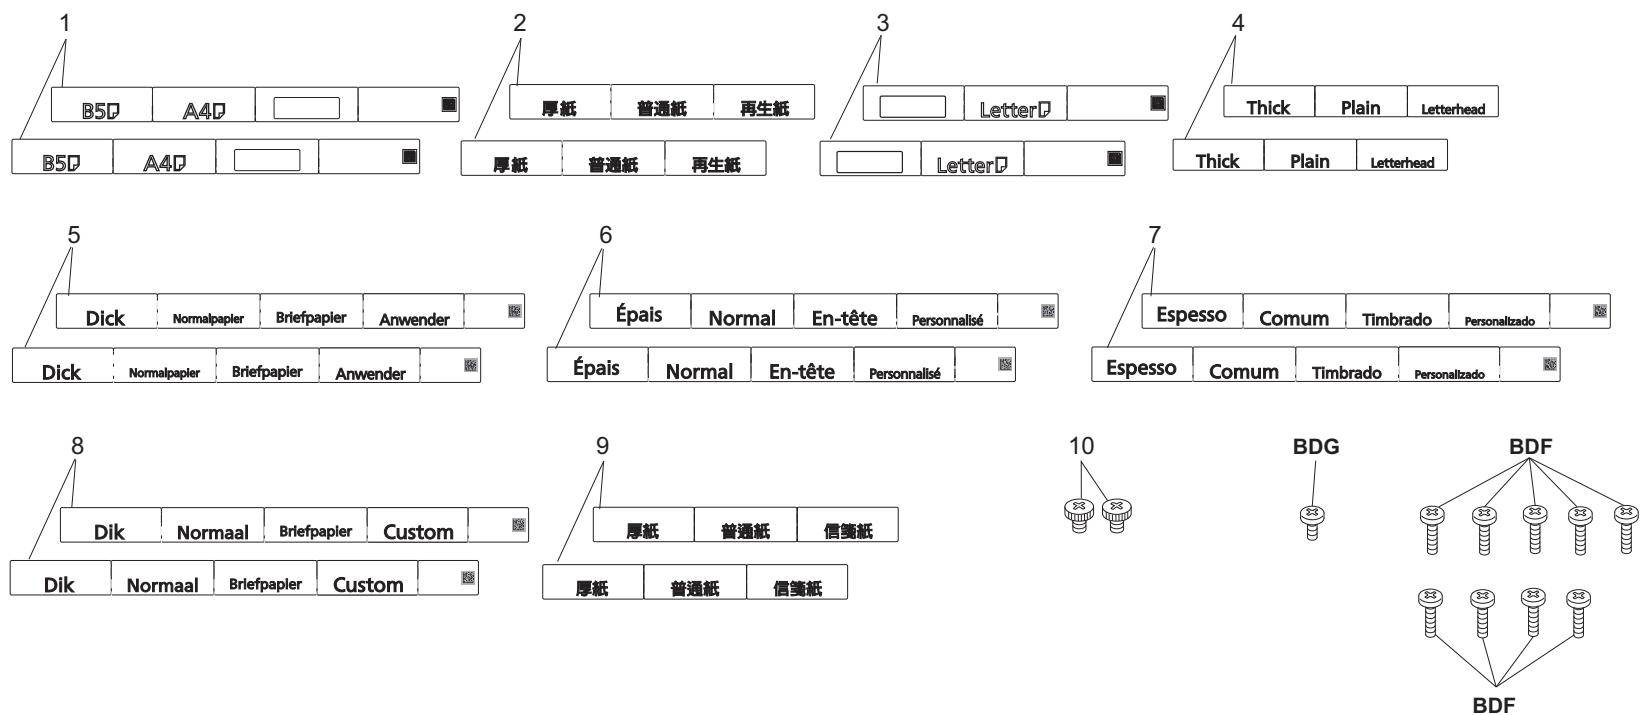 1 2 3 4
B5 A4
B5 A4
厚紙 普通紙 再生紙
厚紙 普通紙 再生紙
Letter
Letter
Thick Plain Letterhead
Thick Plain Letterhead
5 6 7
Dick Normalpapier Briefpapier Anwender
Dick Normalpapier Briefpapier Anwender
Épais Normal En-tête Personnalisé
Épais Normal En-tête Personnalisé
Espesso Comum Timbrado Personalizado
Espesso Comum Timbrado Personalizado
8 9 10 BDG BDF
Dik Normaal Briefpapier Custom
Dik Normaal Briefpapier Custom
厚紙 普通紙 信箋紙
厚紙 普通紙 信箋紙
BDF